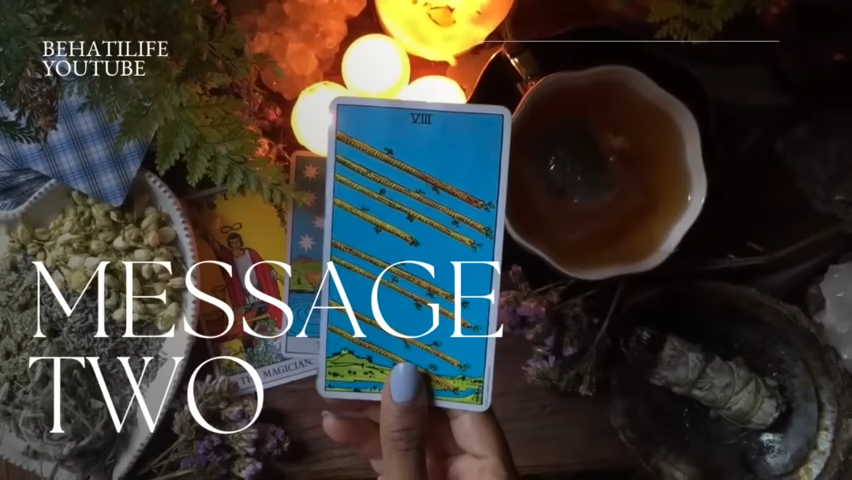 BEHATILIFE
YOUTUBE
VIII
MESSAGE
TWO
THE MAGICIAN.